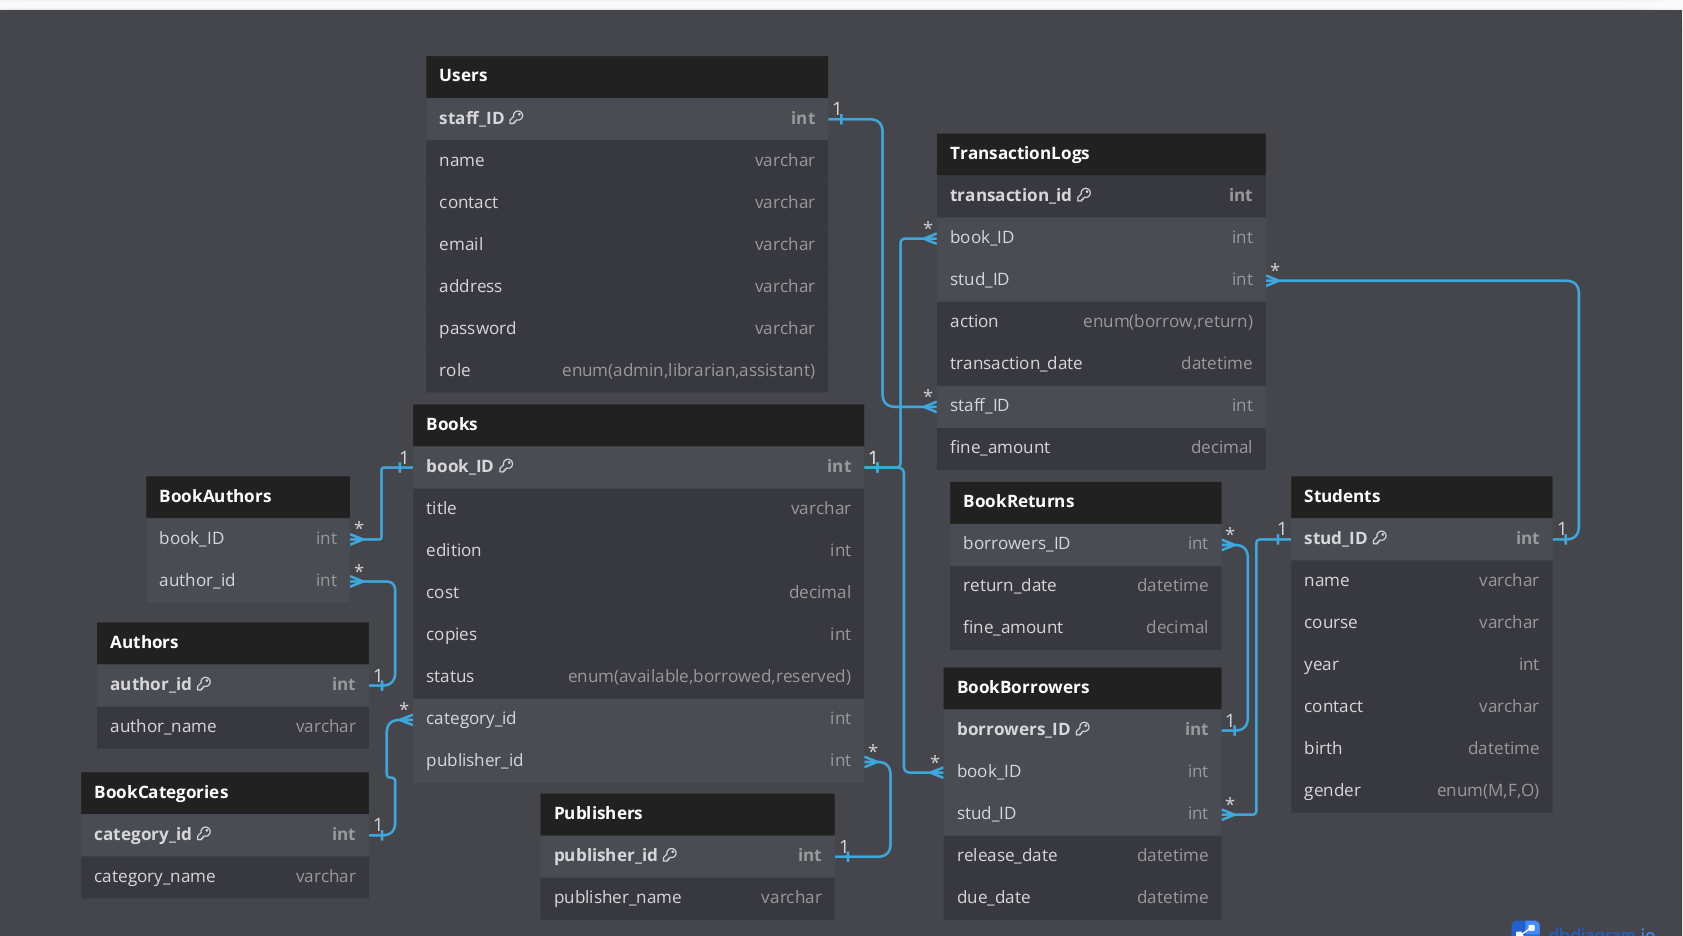 Users
staff_ID int
name varchar
contact varchar
email varchar
address varchar
password varchar
role enum(admin,librarian,assistant)
1
TransactionLogs
transaction_id int
* book_ID int
stud_ID int *
action enum(borrow,return)
transaction_date datetime
* staff_ID int
fine_amount decimal
Books
1 book_ID int 1
title varchar
edition int
cost decimal
copies int
status enum(available,borrowed,reserved)
* category_id int
publisher_id int *
BookAuthors
book_ID int *
author_id int *
Authors
author_id int 1
author_name varchar
BookCategories
category_id int 1
category_name varchar
Publishers
publisher_id int 1
publisher_name varchar
BookReturns
borrowers_ID int *
return_date datetime
fine_amount decimal
BookBorrowers
borrowers_ID int 1
* book_ID int
stud_ID int *
release_date datetime
due_date datetime
Students
1 stud_ID int 1
name varchar
course varchar
year int
contact varchar
birth datetime
gender enum(M,F,O)
dbdiagram.io